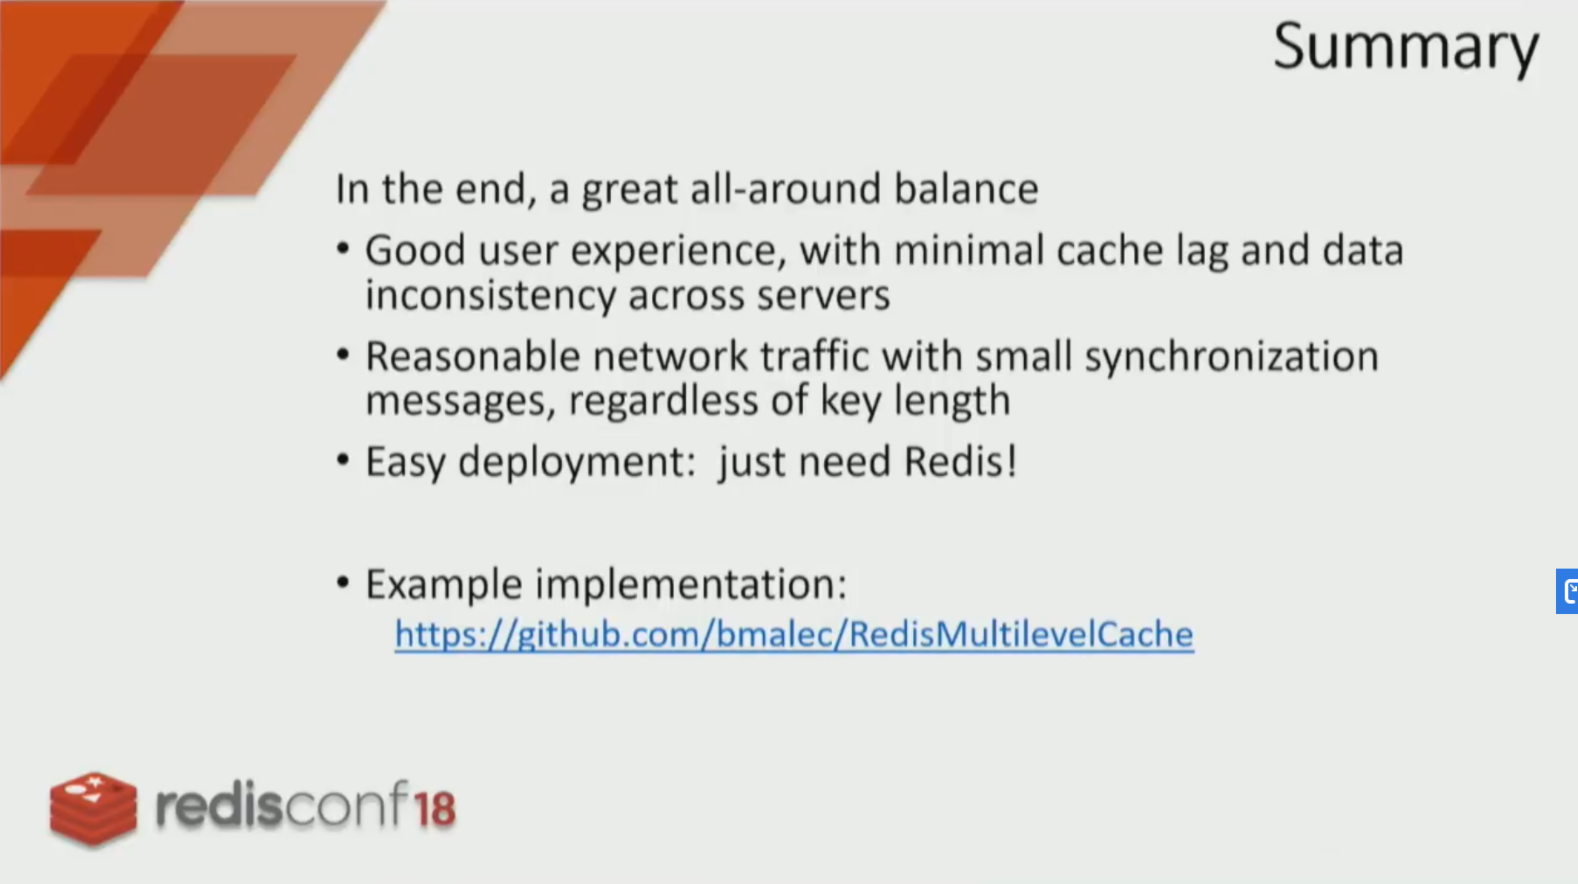 Summary
In the end, a great all-around balance
• Good user experience, with minimal cache lag and data
inconsistency across servers
• Reasonable network traffic with small synchronization
messages, regardless of key length
• Easy deployment:  just need Redis!
• Example implementation:
https://github.com/bmalec/RedisMultilevelCache
redisconf18